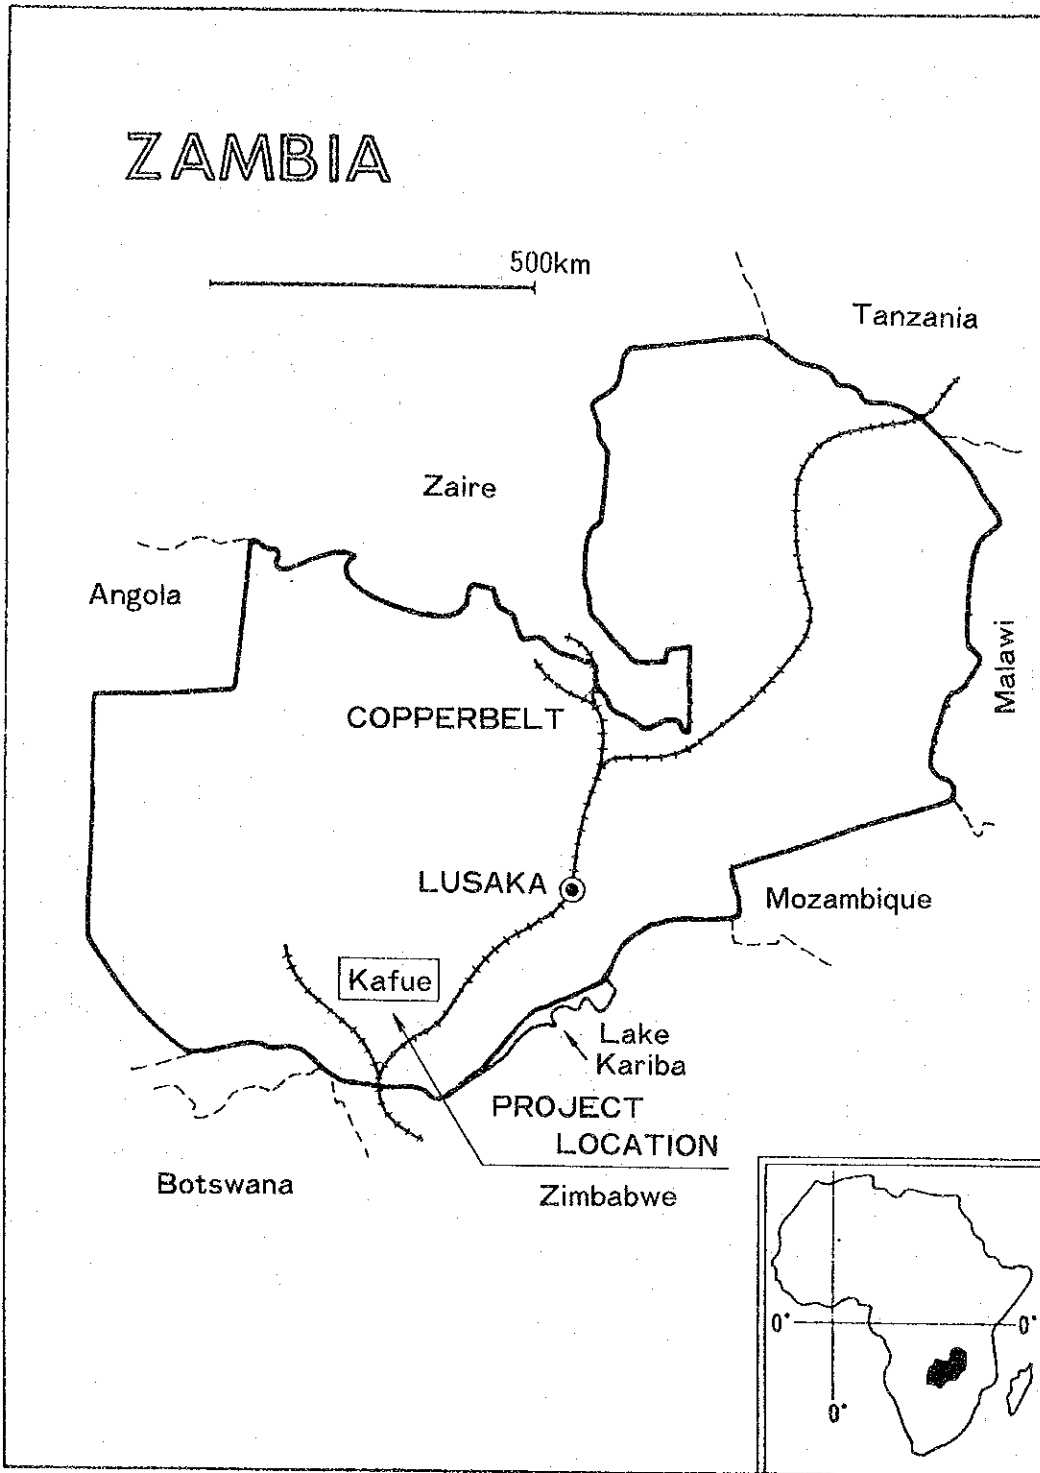 ZAMBIA
500km
Tanzania
Zaire
Angola
Malawi
COPPERBELT
LUSAKA
Mozambique
Kafue
Lake
Kariba
PROJECT
LOCATION
Botswana
Zimbabwe
0°
0°
0°